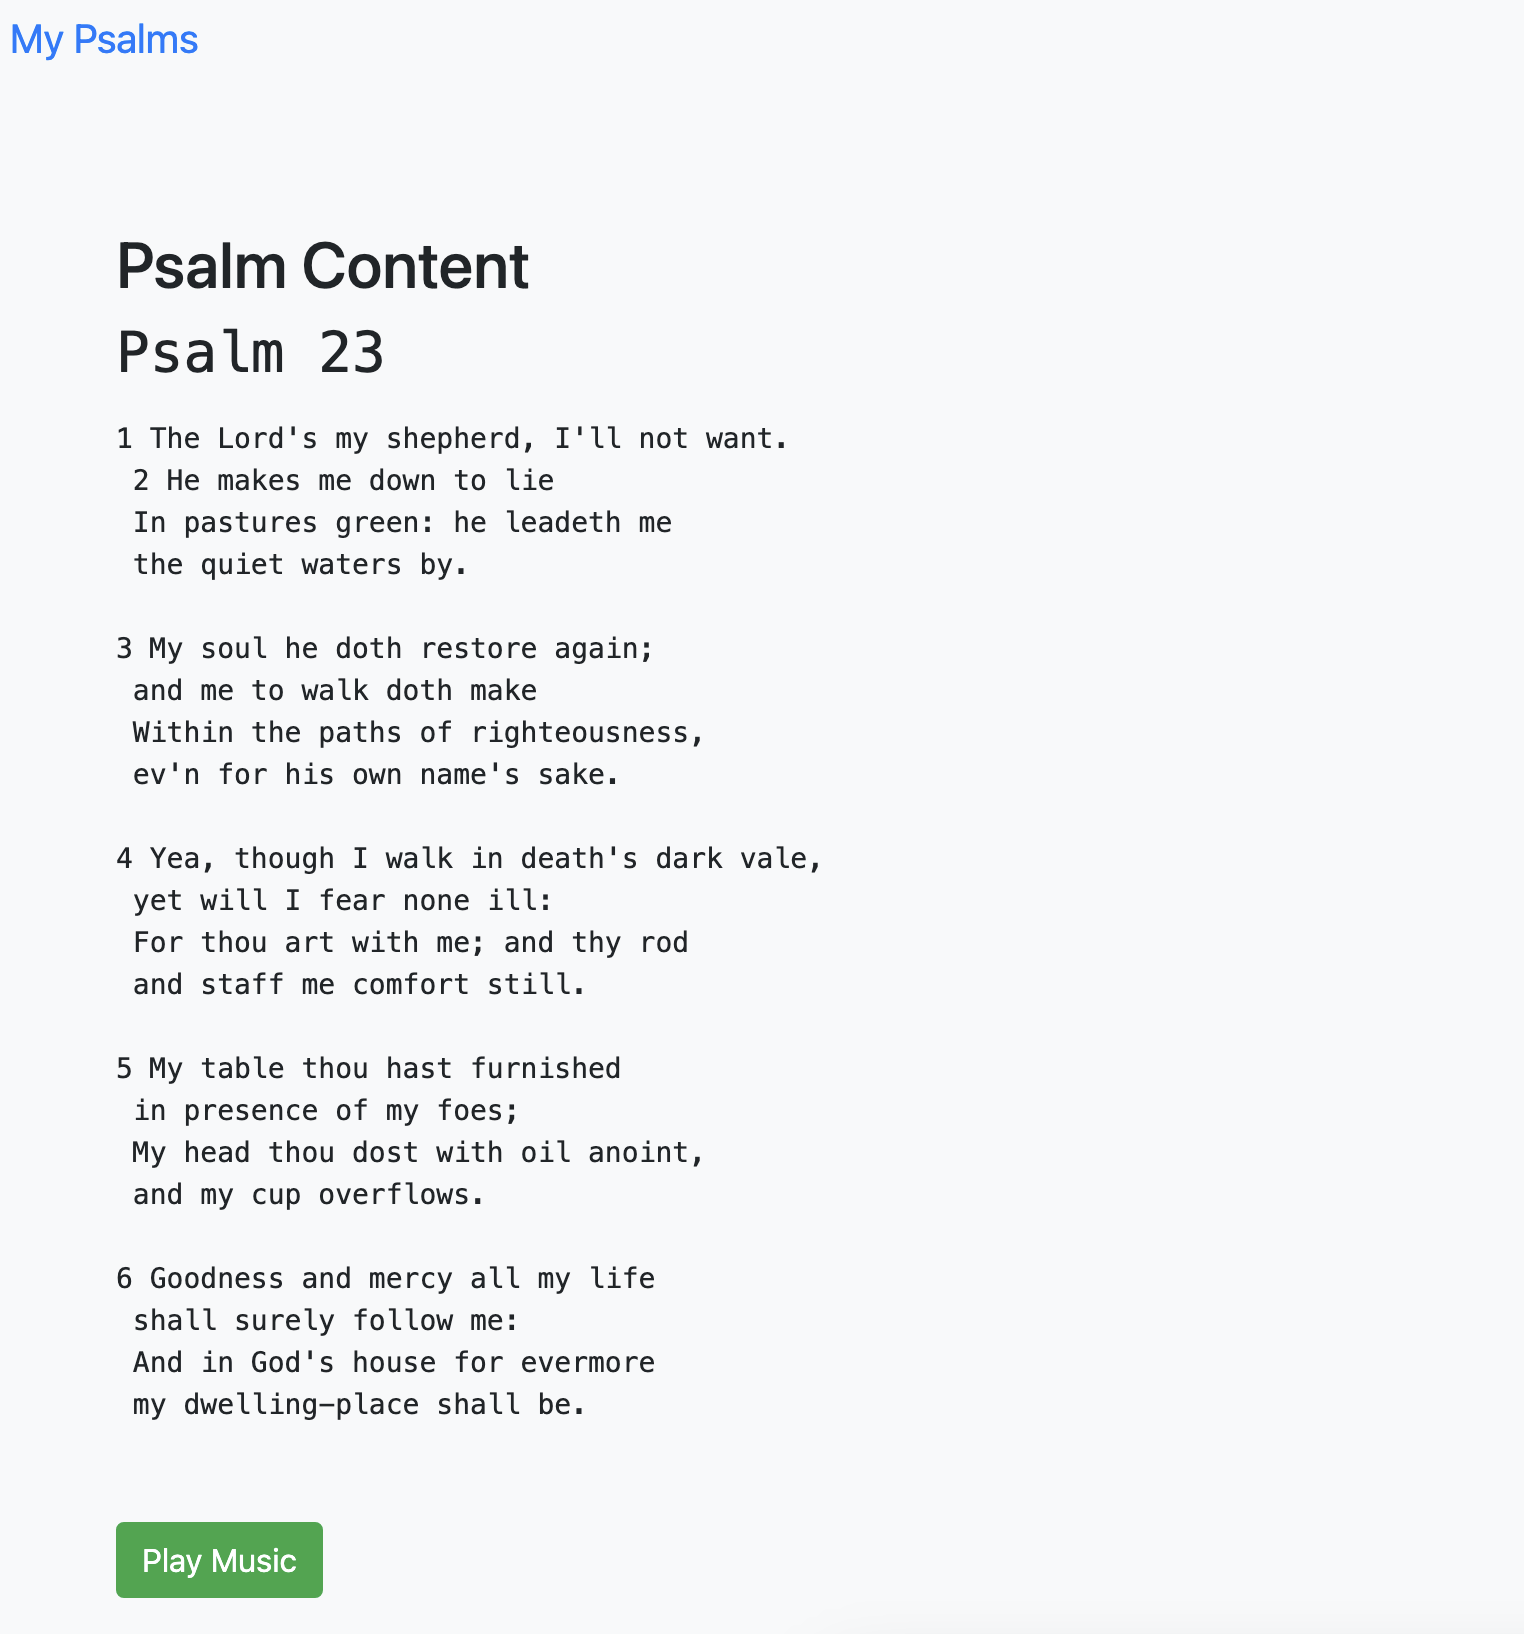 My Psalms
Psalm Content
Psalm 23
1 The Lord's my shepherd, I'll not want.
2 He makes me down to lie
In pastures green: he leadeth me
the quiet waters by.
3 My soul he doth restore again;
and me to walk doth make
Within the paths of righteousness,
ev'n for his own name's sake.
4 Yea, though I walk in death's dark vale,
yet will I fear none ill:
For thou art with me; and thy rod
and staff me comfort still.
5 My table thou hast furnished
in presence of my foes;
My head thou dost with oil anoint,
and my cup overflows.
6 Goodness and mercy all my life
shall surely follow me:
And in God's house for evermore
my dwelling-place shall be.
Play Music